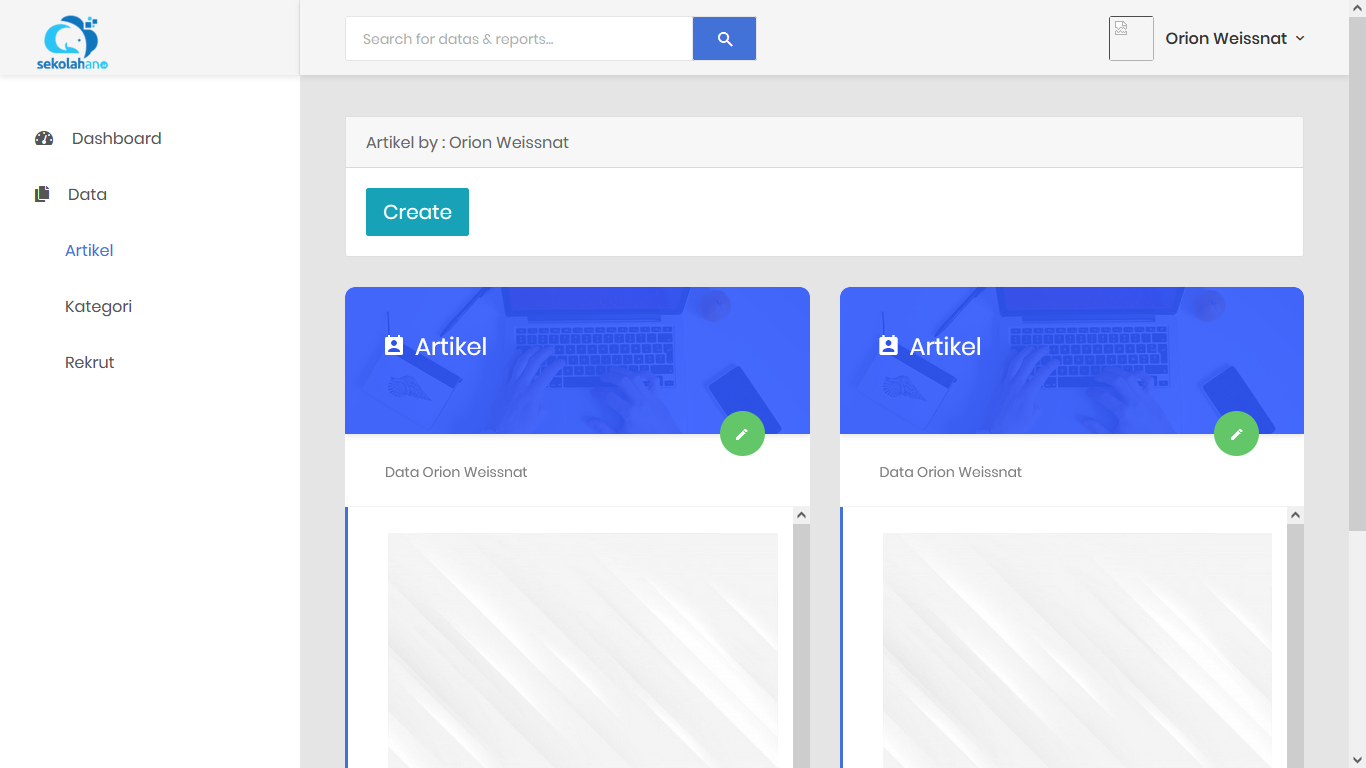 sekolahano
Search for datas & reports...
Orion Weissnat
Dashboard
Data
Artikel
Kategori
Rekrut
Artikel by : Orion Weissnat
Create
Artikel
Data Orion Weissnat
Artikel
Data Orion Weissnat